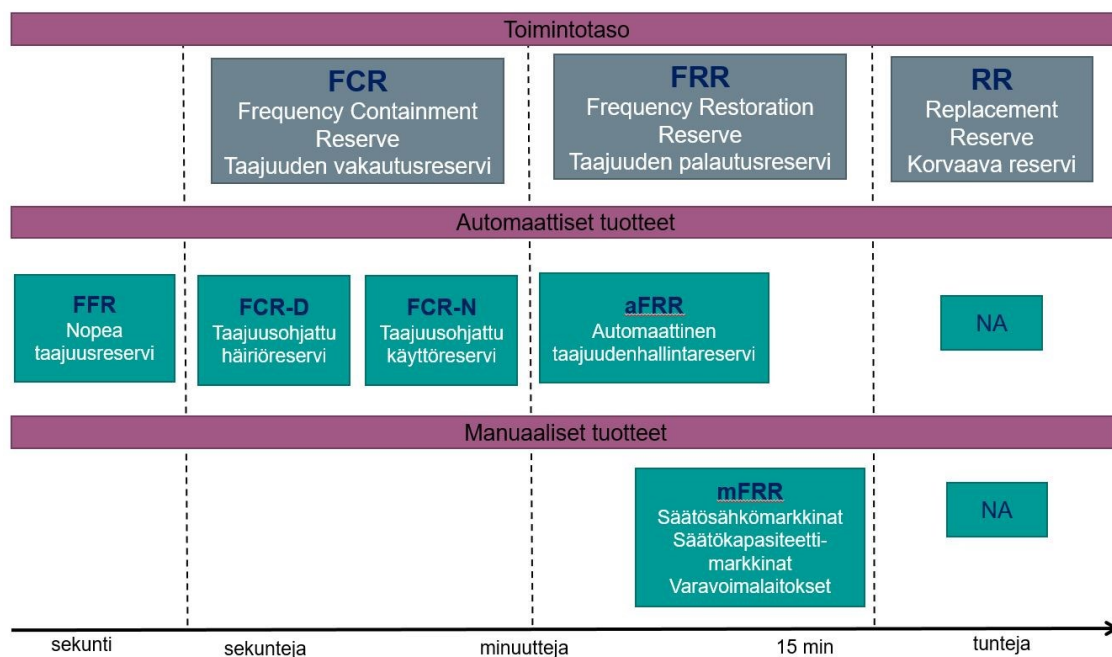 Toimintotaso
FCR
Frequency Containment
Reserve
Taajuuden vakautusreservi
FRR
Frequency Restoration
Reserve
Taajuuden palautusreservi
RR
Replacement
Reserve
Korvaava reservi
Automaattiset tuotteet
FFR
Nopea
taajuusreservi
FCR-D
Taajuusohjattu
häiriöreservi
FCR-N
Taajuusohjattu
käyttöreservi
aFRR
Automaattinen
taajuudenhallintareservi
NA
Manuaaliset tuotteet
mFRR
Säätösähkömarkkinat
Säätökapasiteetti-
markkinat
Varavoimalaitokset
NA
sekunti
sekunteja
minuutteja
15 min
tunteja